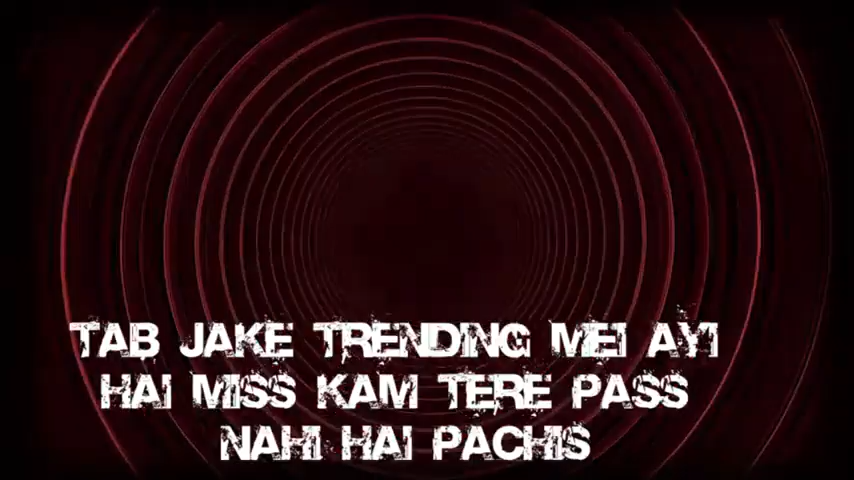 TAB JAKE TRENDING MEI AYI
HAI MISS KAM TERE PASS
NAHI HAI PACHIS